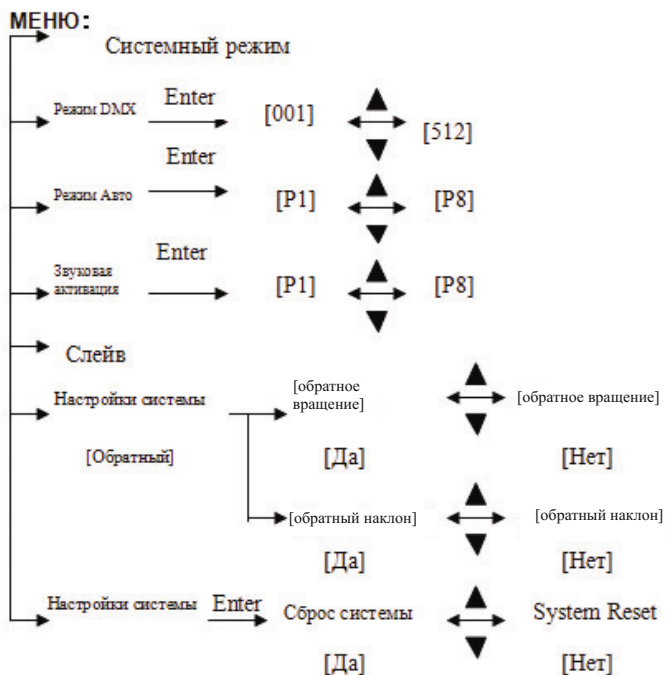 МЕНЮ:
Системный режим
Режим DMX Enter [001] [512]
Enter
Режим Авто [P1] [P8]
Enter
Звуковая
активация [P1] [P8]
Слейв
Настройки системы
[обратное
вращение] [обратное вращение]
[Обратный] [Да] [Нет]
[обратный наклон] [обратный наклон]
[Да] [Нет]
Настройки системы Enter Сброс системы System Reset
[Да] [Нет]